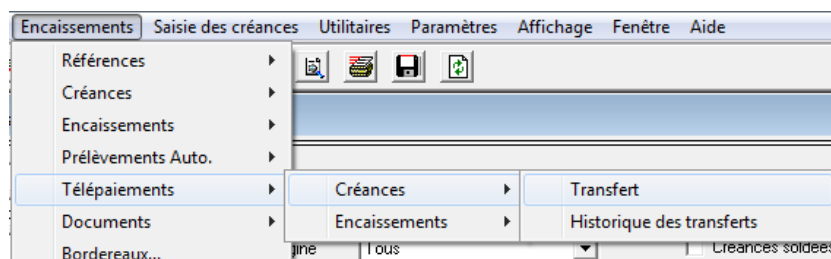 Encaissements Saisie des créances Utilitaires Paramètres Affichage Fenêtre Aide
Références
Créances
Encaissements
Prélèvements Auto.
Télépaiements Créances Transfert
Documents Encaissements Historique des transferts
Bordereaux... Tous Créances soldées